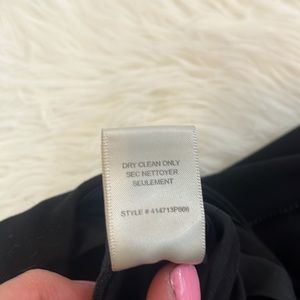 DRY CLEAN ONLY
SEC NETTOYER
SEULEMENT
STYLE # 414713P806